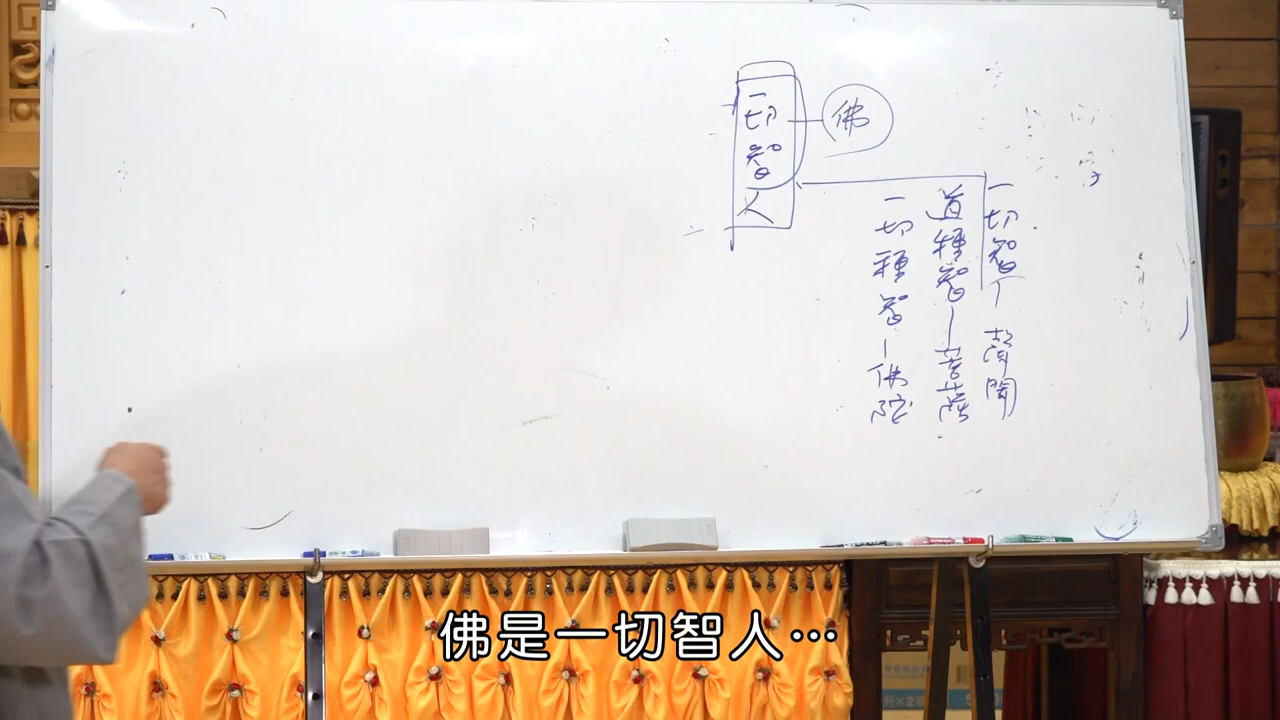 一切智人
佛
一切智 聲聞
道種智—菩薩
一切種智—佛陀
佛是一切智人…